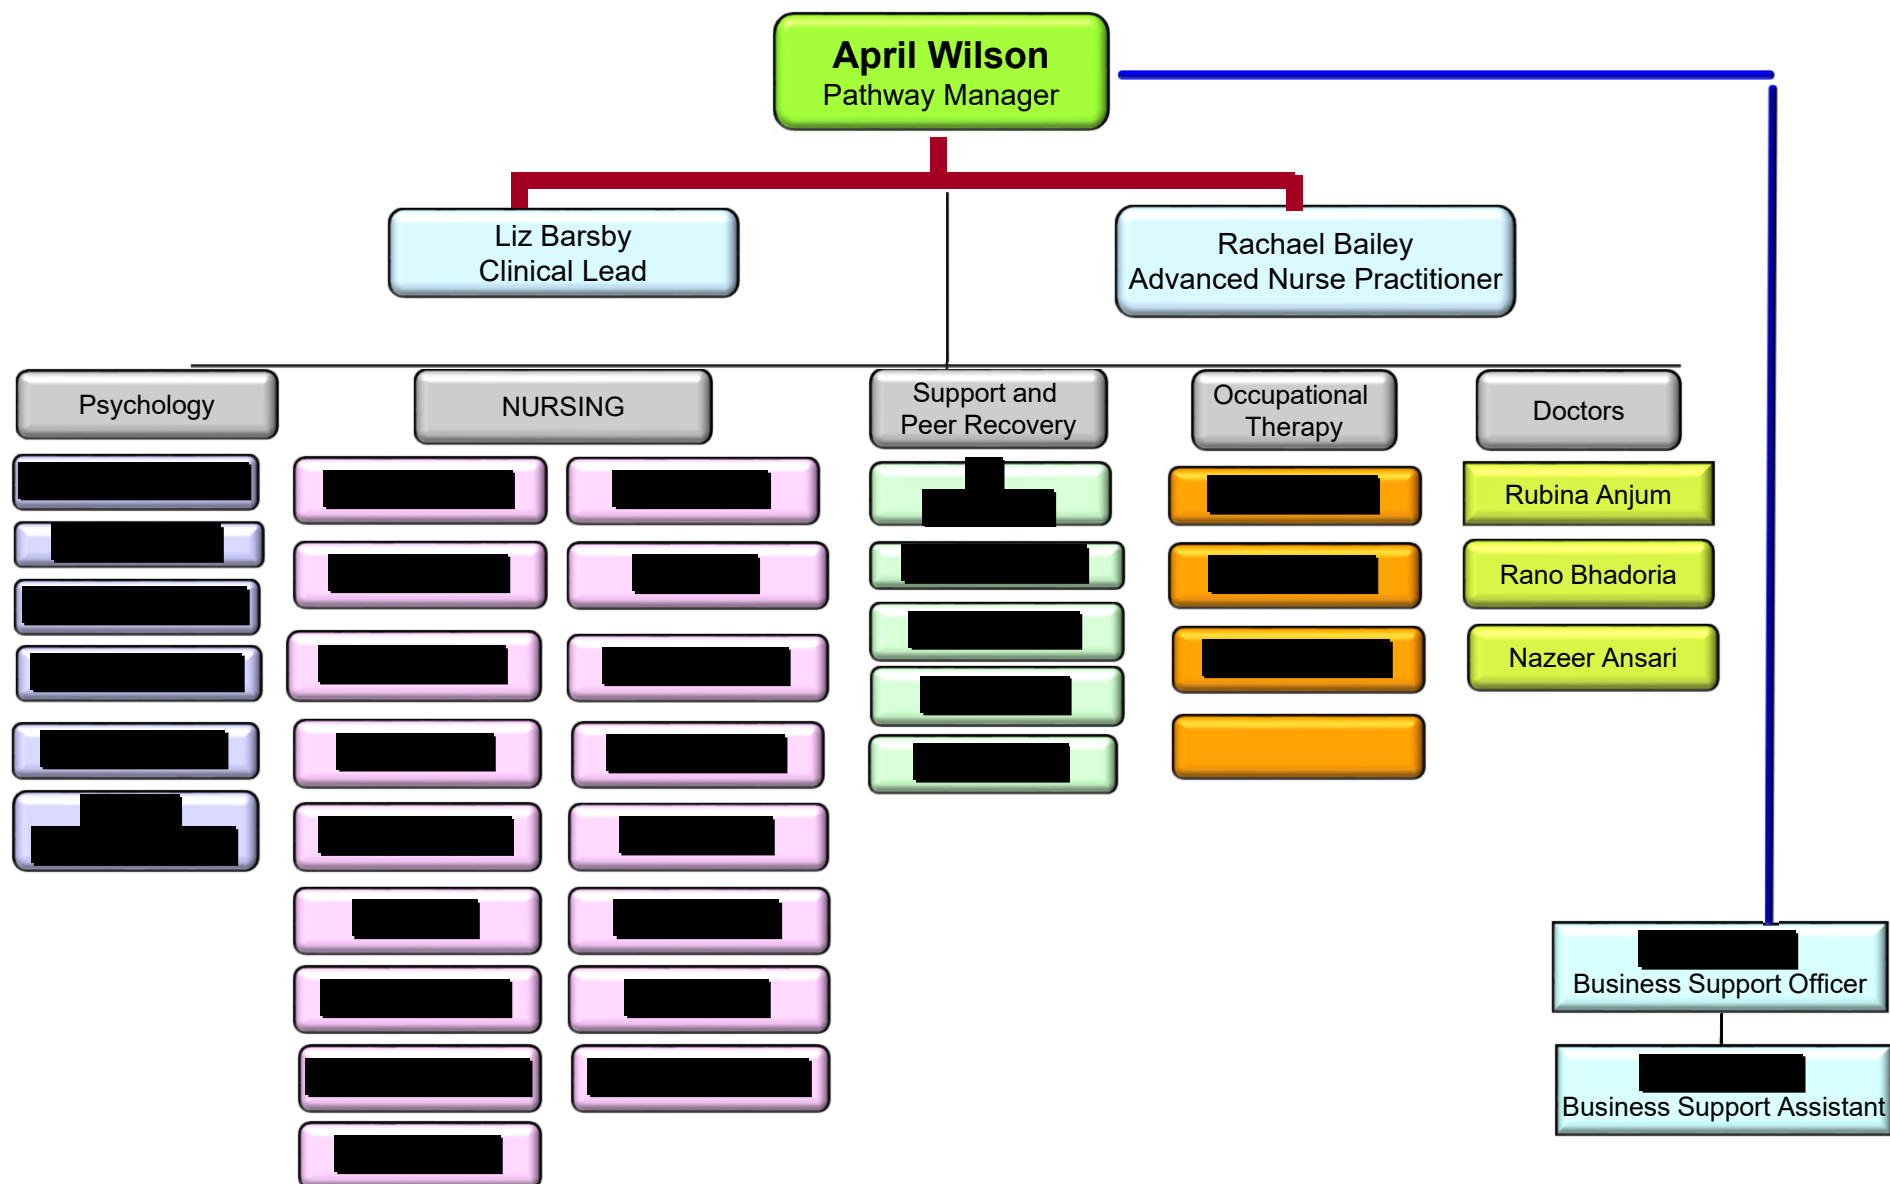 April Wilson
Pathway Manager
Liz Barsby
Clinical Lead
Rachael Bailey
Advanced Nurse Practitioner
Psychology
NURSING
Support and
Peer Recovery
Occupational
Therapy
Doctors
Rubina Anjum
Rano Bhadoria
Nazeer Ansari
Business Support Officer
Business Support Assistant